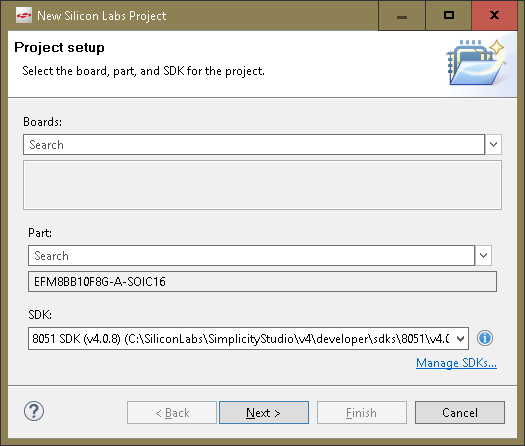 New Silicon Labs Project
Project setup
Select the board, part, and SDK for the project.
Boards:
Search
Part:
Search
EFM8BB10F8G-A-SOIC16
SDK:
8051 SDK (v4.0.8) (C:\SiliconLabs\SimplicityStudio\v4\developer\sdks\8051\v4.0
Manage SDKs...
< Back
Next >
Finish
Cancel